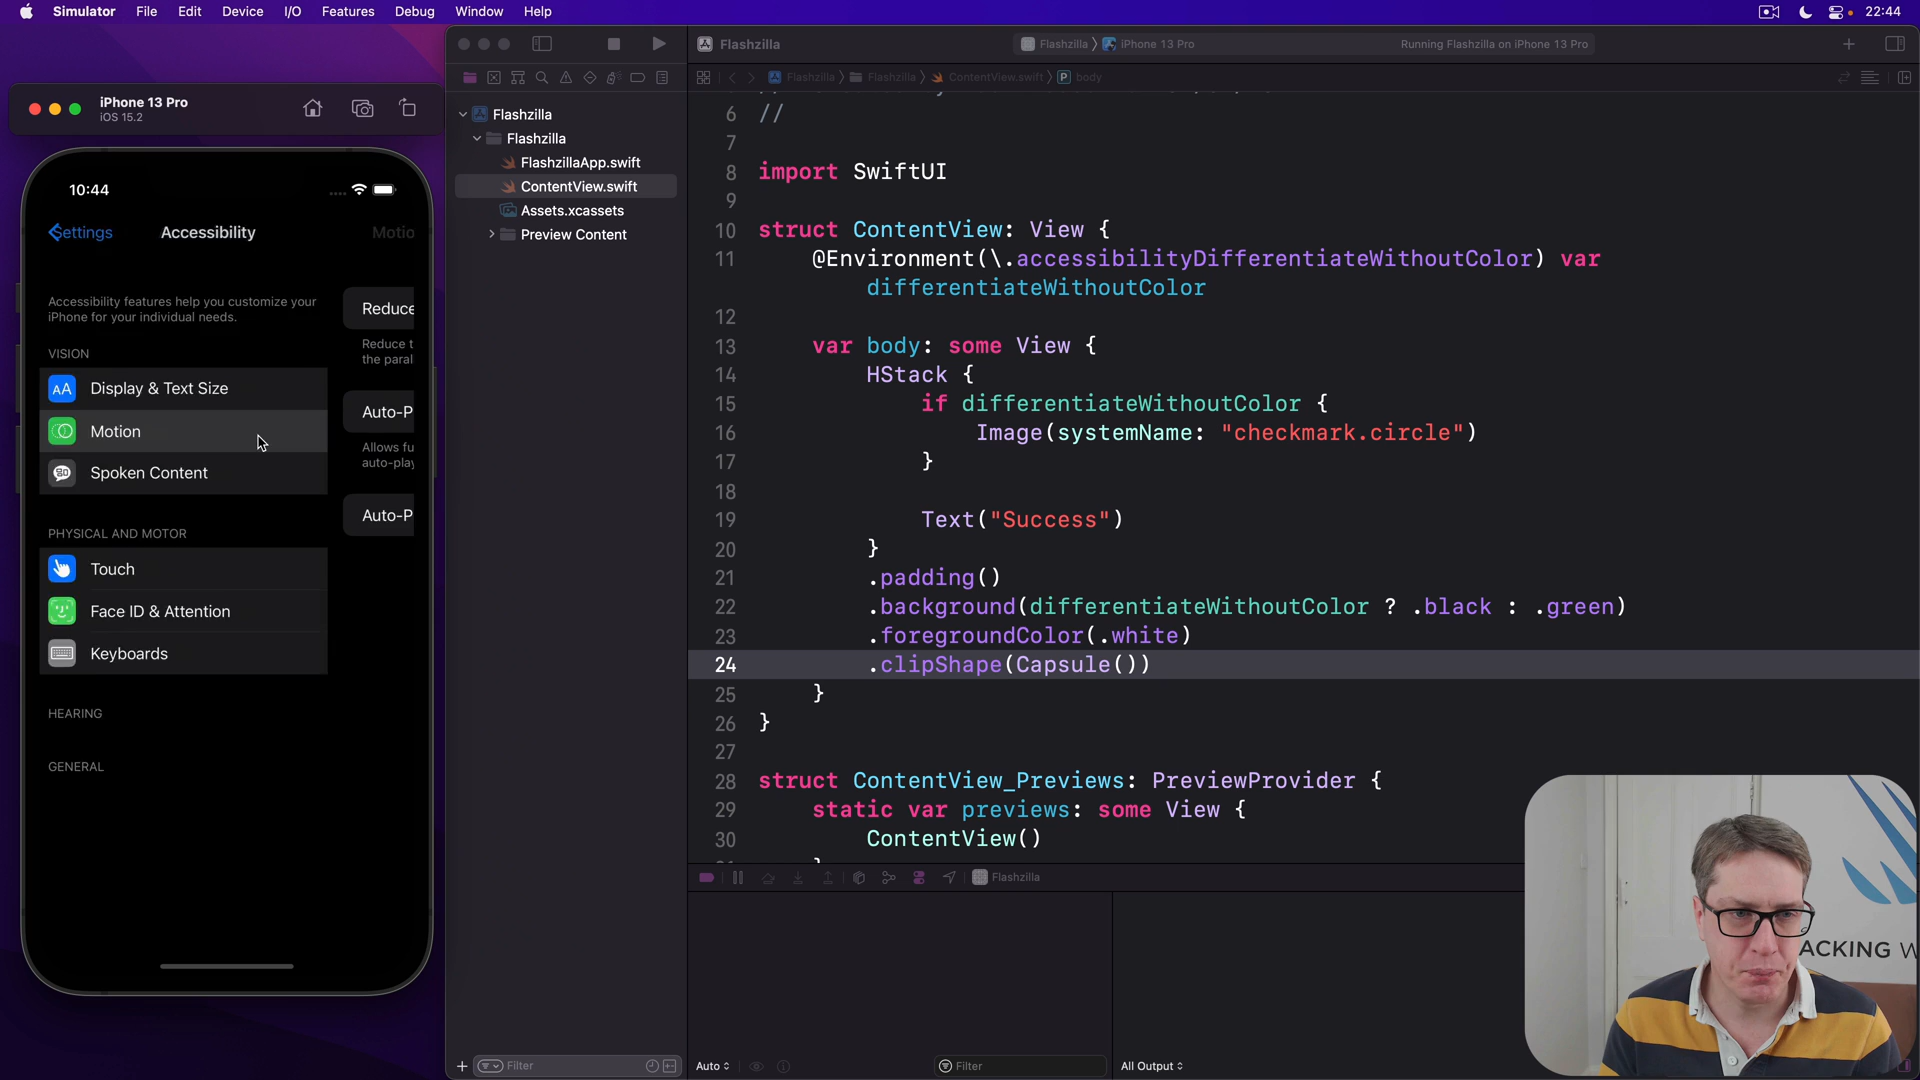 Simulator File Edit Device I/O Features Debug Window Help 22:44
iPhone 13 Pro
iOS 15.2
10:44
Settings Accessibility Motio
Accessibility features help you customize your
iPhone for your individual needs.
VISION
Display & Text Size
Motion
Spoken Content
PHYSICAL AND MOTOR
Touch
Face ID & Attention
Keyboards
HEARING
GENERAL
Reduce
Reduce t
the paral
Auto-P
Allows fu
auto-play
Auto-P
Flashzilla
Flashzilla
FlashzillaApp.swift
ContentView.swift
Assets.xcassets
Preview Content
Filter
Flashzilla Flashzilla iPhone 13 Pro Running Flashzilla on iPhone 13 Pro
Flashzilla Flashzilla ContentView.swift body
6 //
7
8 import SwiftUI
9
10 struct ContentView: View {
11 @Environment(\.accessibilityDifferentiateWithoutColor) var
differentiateWithoutColor
12
13 var body: some View {
14 HStack {
15 if differentiateWithoutColor {
16 Image(systemName: "checkmark.circle")
17 }
18
19 Text("Success")
20 }
21 .padding()
22 .background(differentiateWithoutColor ? .black : .green)
23 .foregroundColor(.white)
24 .clipShape(Capsule())
25 }
26 }
27
28 struct ContentView_Previews: PreviewProvider {
29 static var previews: some View {
30 ContentView()
Flashzilla
Auto Filter All Output
ACKING W